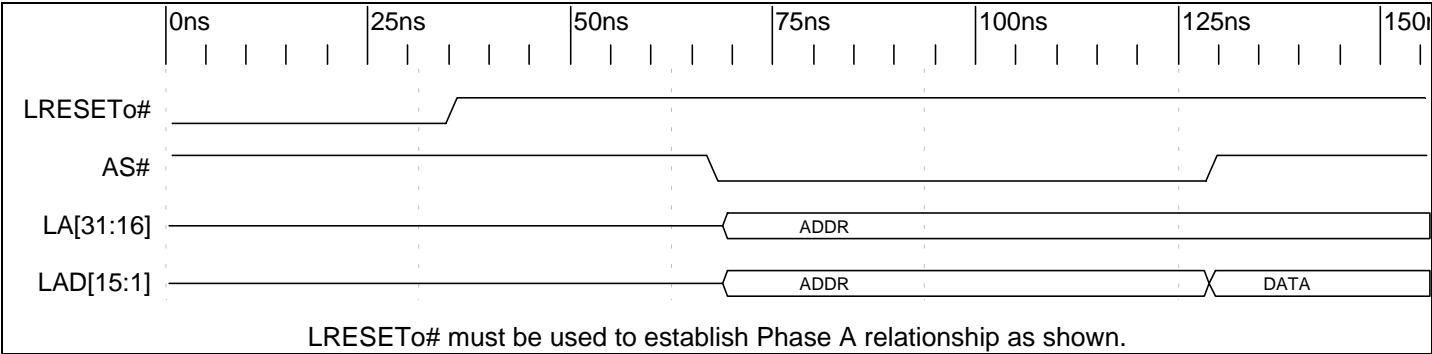 0ns 25ns 50ns 75ns 100ns 125ns
LRESETo#
AS#
LA[31:16] ADDR
LAD[15:1] ADDR DATA
LRESETo# must be used to establish Phase A relationship as shown.